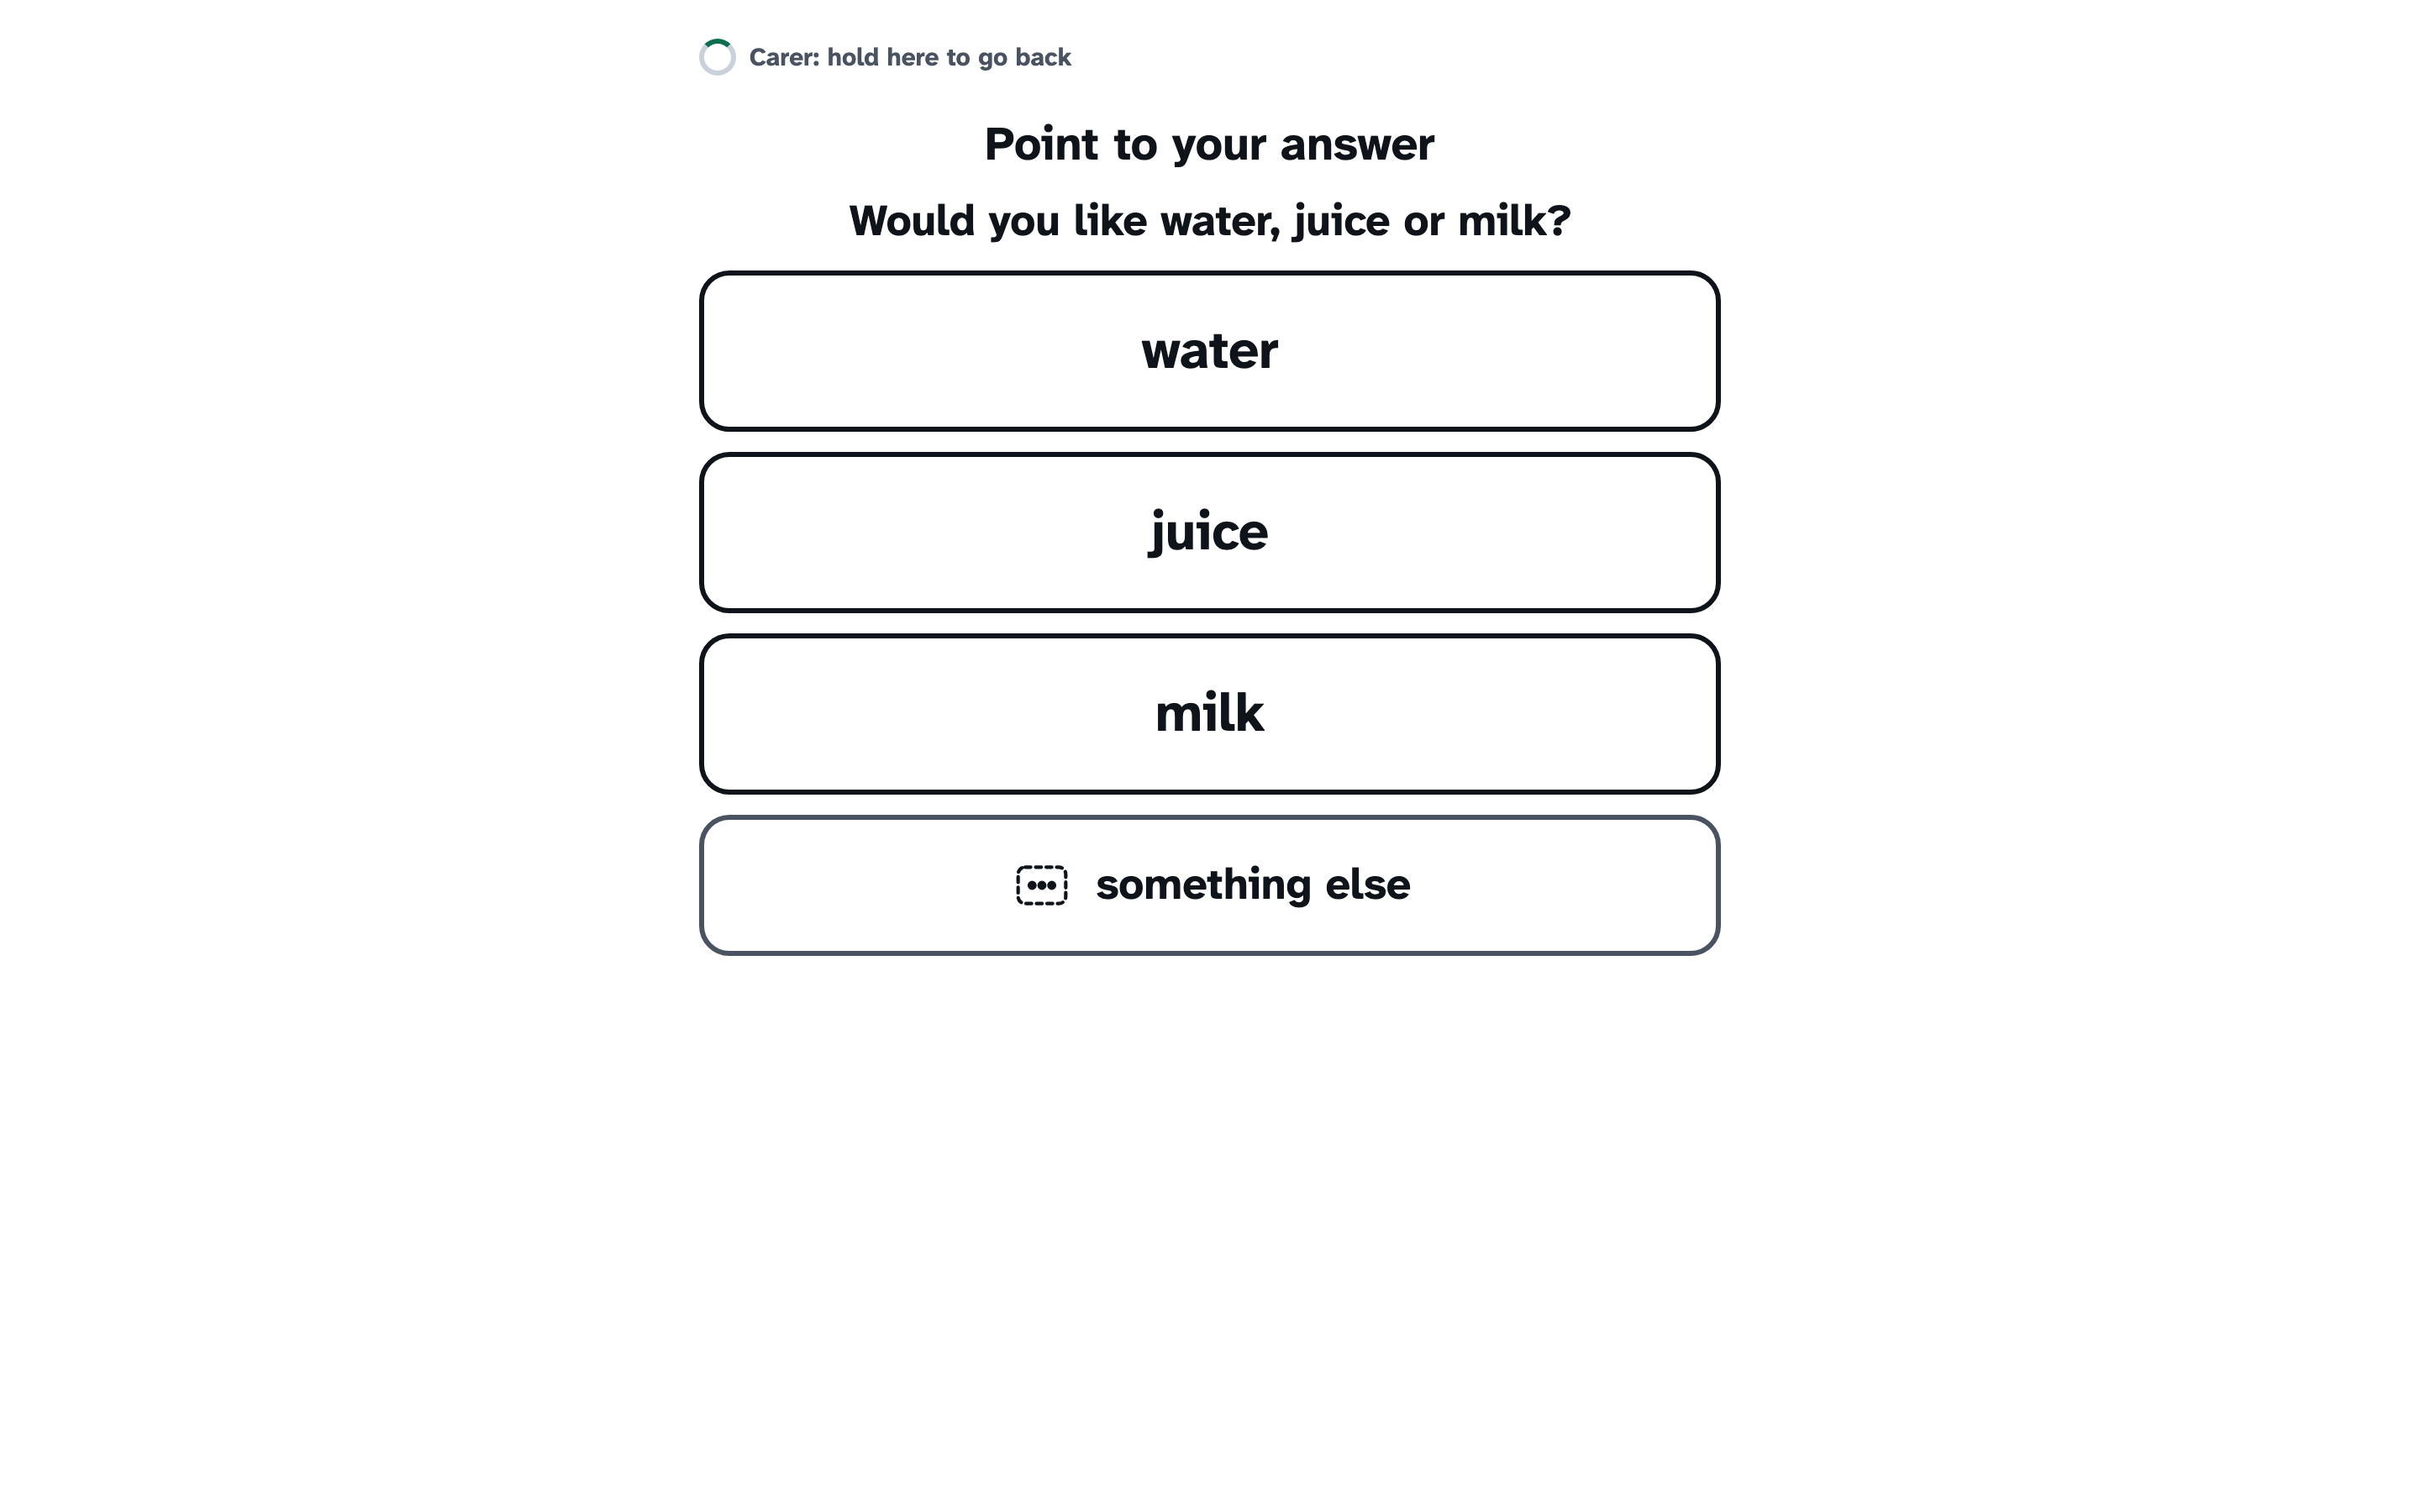 Carer: hold here to go back
Point to your answer
Would you like water, juice or milk?
water
juice
milk
something else